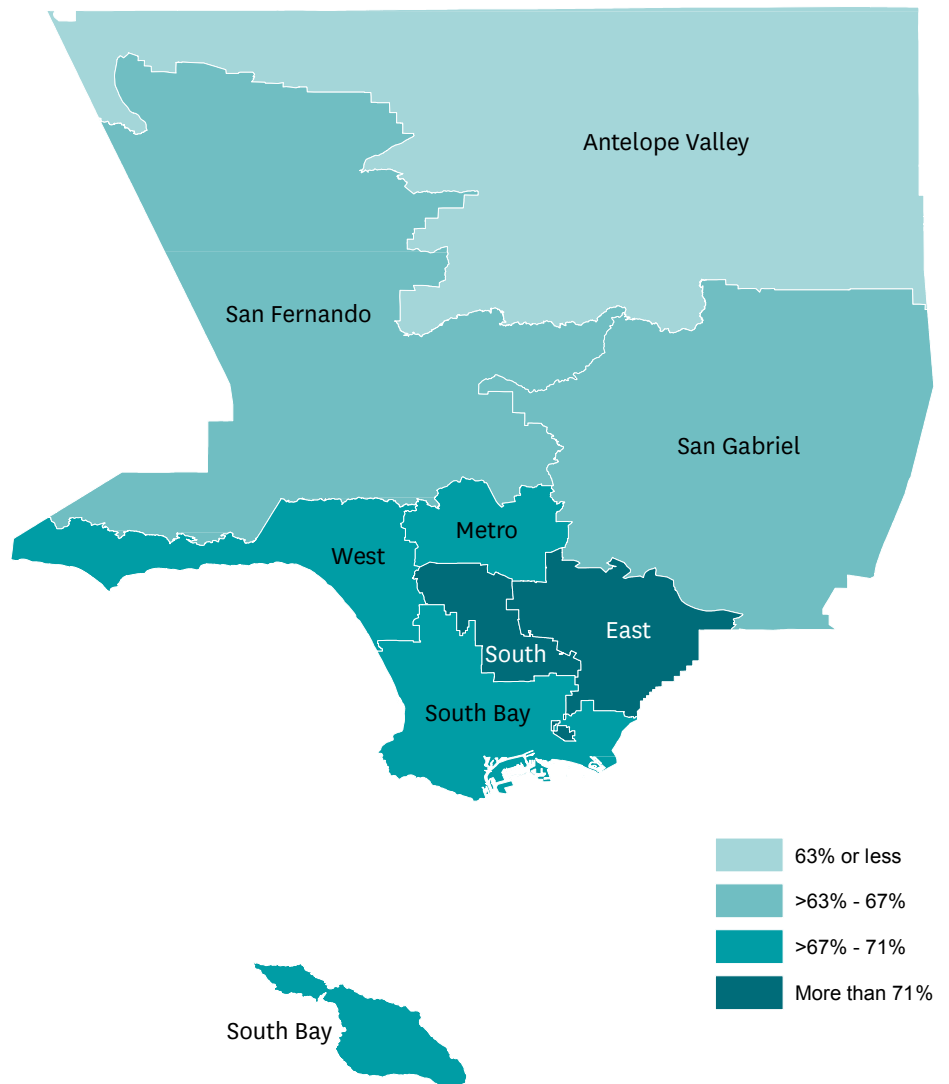 Antelope Valley
San Fernando
San Gabriel
Metro
West
East
South
South Bay
63% or less
>63% - 67%
>67% - 71%
More than 71%
South Bay